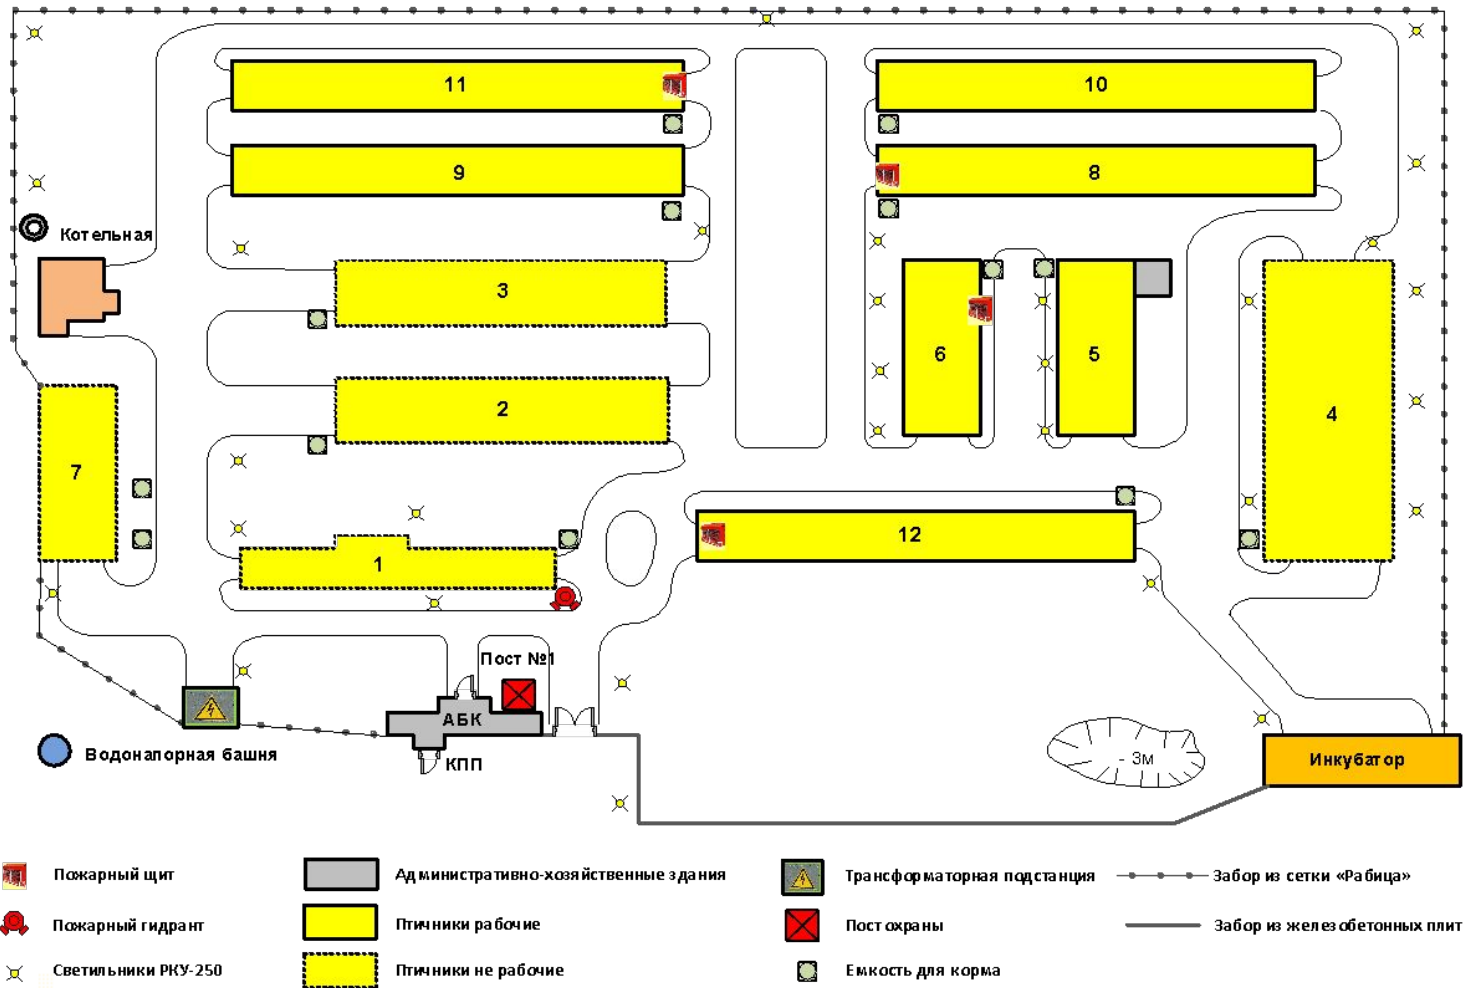 11
10
9
8
Котельная
3
6
5
2
4
7
12
1
Пост №1
АБК
КПП
Водонапорная башня
- 3м
Инкубатор
Пожарный щит
Административно-хозяйственные здания
Трансформаторная подстанция
Забор из сетки «Рабица»
Пожарный гидрант
Птичники рабочие
Пост охраны
Забор из железобетонных плит
Светильники РКУ-250
Птичники не рабочие
Емкость для корма